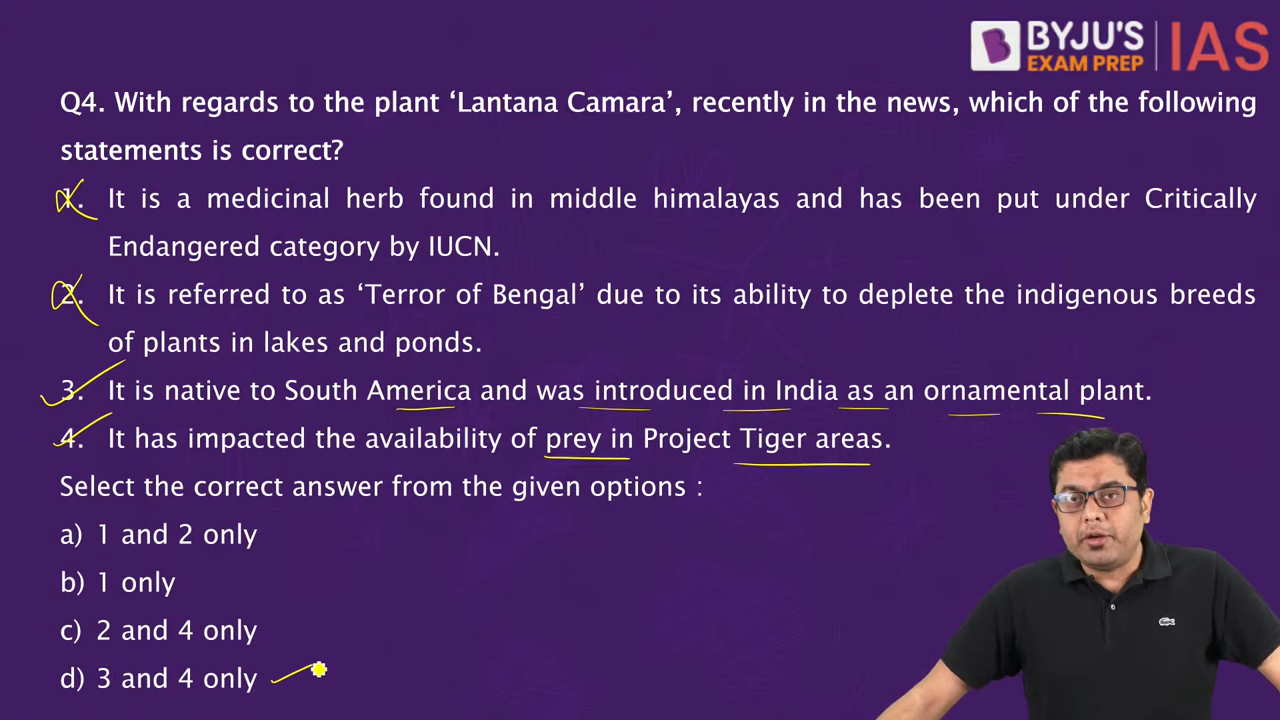 BYJU'S
EXAM PREP
IAS
Q4. With regards to the plant ‘Lantana Camara’, recently in the news, which of the following
statements is correct?
1. It is a medicinal herb found in middle himalayas and has been put under Critically
Endangered category by IUCN.
2. It is referred to as ‘Terror of Bengal’ due to its ability to deplete the indigenous breeds
of plants in lakes and ponds.
3. It is native to South America and was introduced in India as an ornamental plant.
4. It has impacted the availability of prey in Project Tiger areas.
Select the correct answer from the given options :
a) 1 and 2 only
b) 1 only
c) 2 and 4 only
d) 3 and 4 only